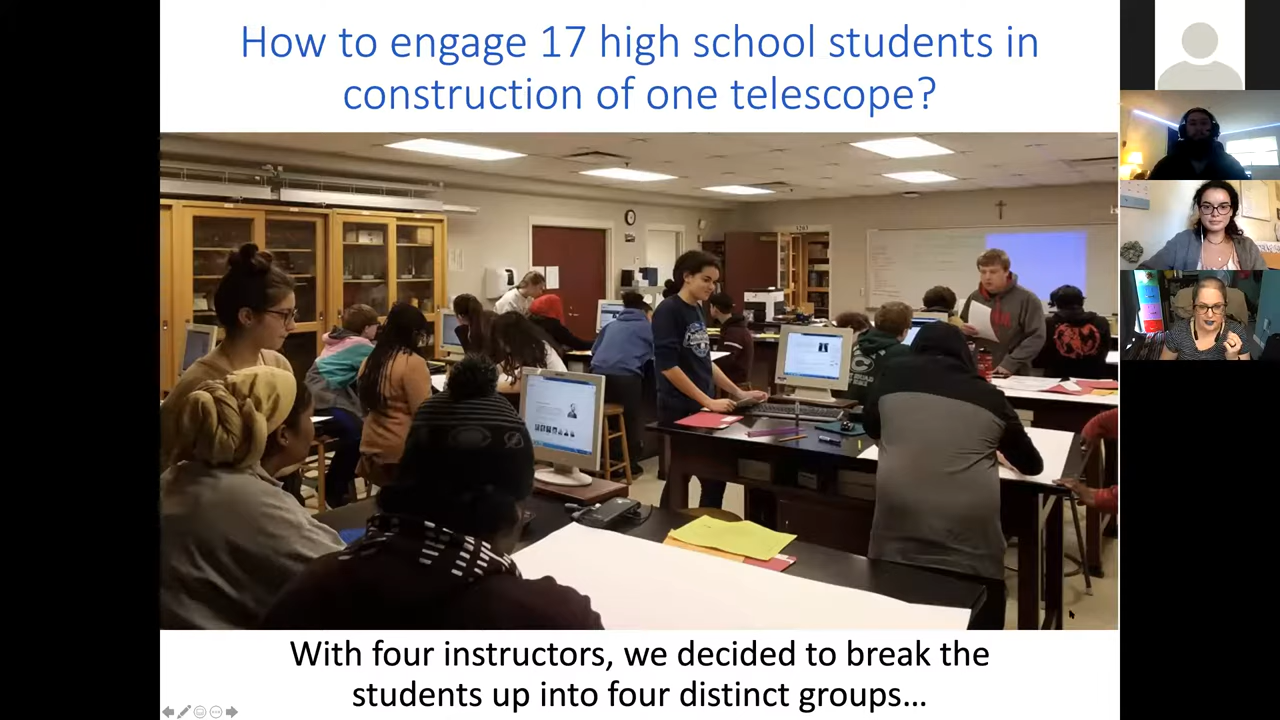 How to engage 17 high school students in
construction of one telescope?
With four instructors, we decided to break the
students up into four distinct groups…